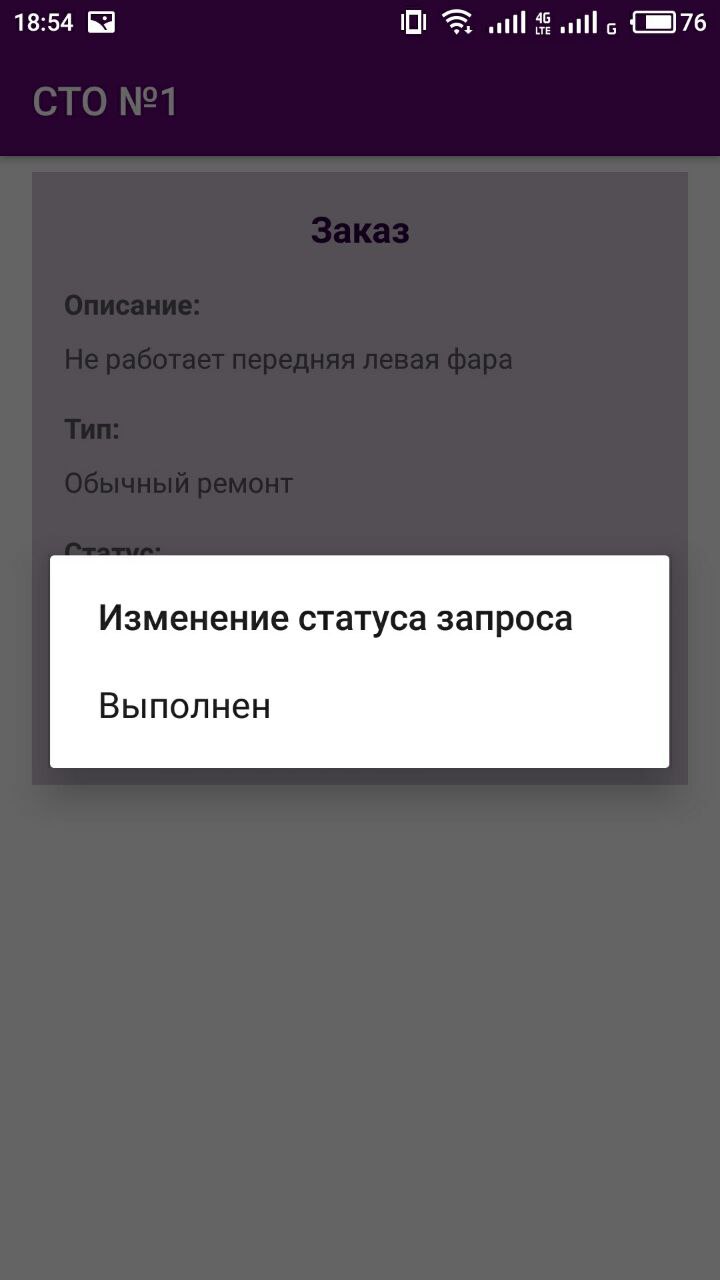 18:54
4G
LTE
G
76
СТО №1
Заказ
Описание:
Не работает передняя левая фара
Тип:
Обычный ремонт
Статус:
Изменение статуса запроса
Выполнен